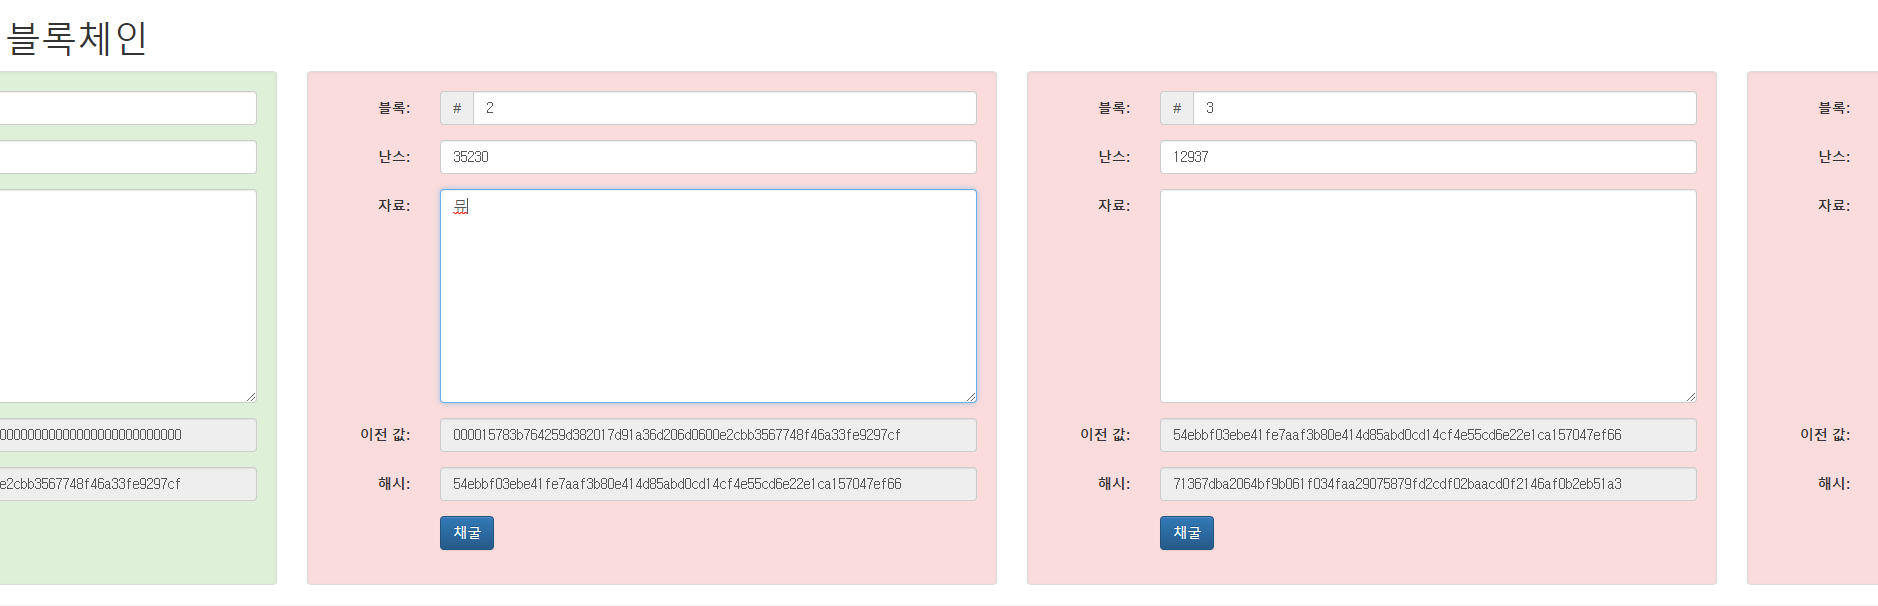 블록체인
000000000000000000000000000
e2cbb3567748f46a33fe9297cf
블록:
# 2
난스:
35230
자료:
뮤
이전 값:
000015783b764259d382017d91a36d206d0600e2cbb3567748f46a33fe9297cf
해시:
54ebbf03ebe41fe7aaf3b80e414d85abd0cd14cf4e55cd6e22e1ca157047ef66
채굴
블록:
# 3
난스:
12937
자료:
이전 값:
54ebbf03ebe41fe7aaf3b80e414d85abd0cd14cf4e55cd6e22e1ca157047ef66
해시:
71367dba2064bf9b061f034faa29075879fd2cdf02baacd0f2146af0b2eb51a3
채굴
블록:
난스:
자료:
이전 값:
해시: